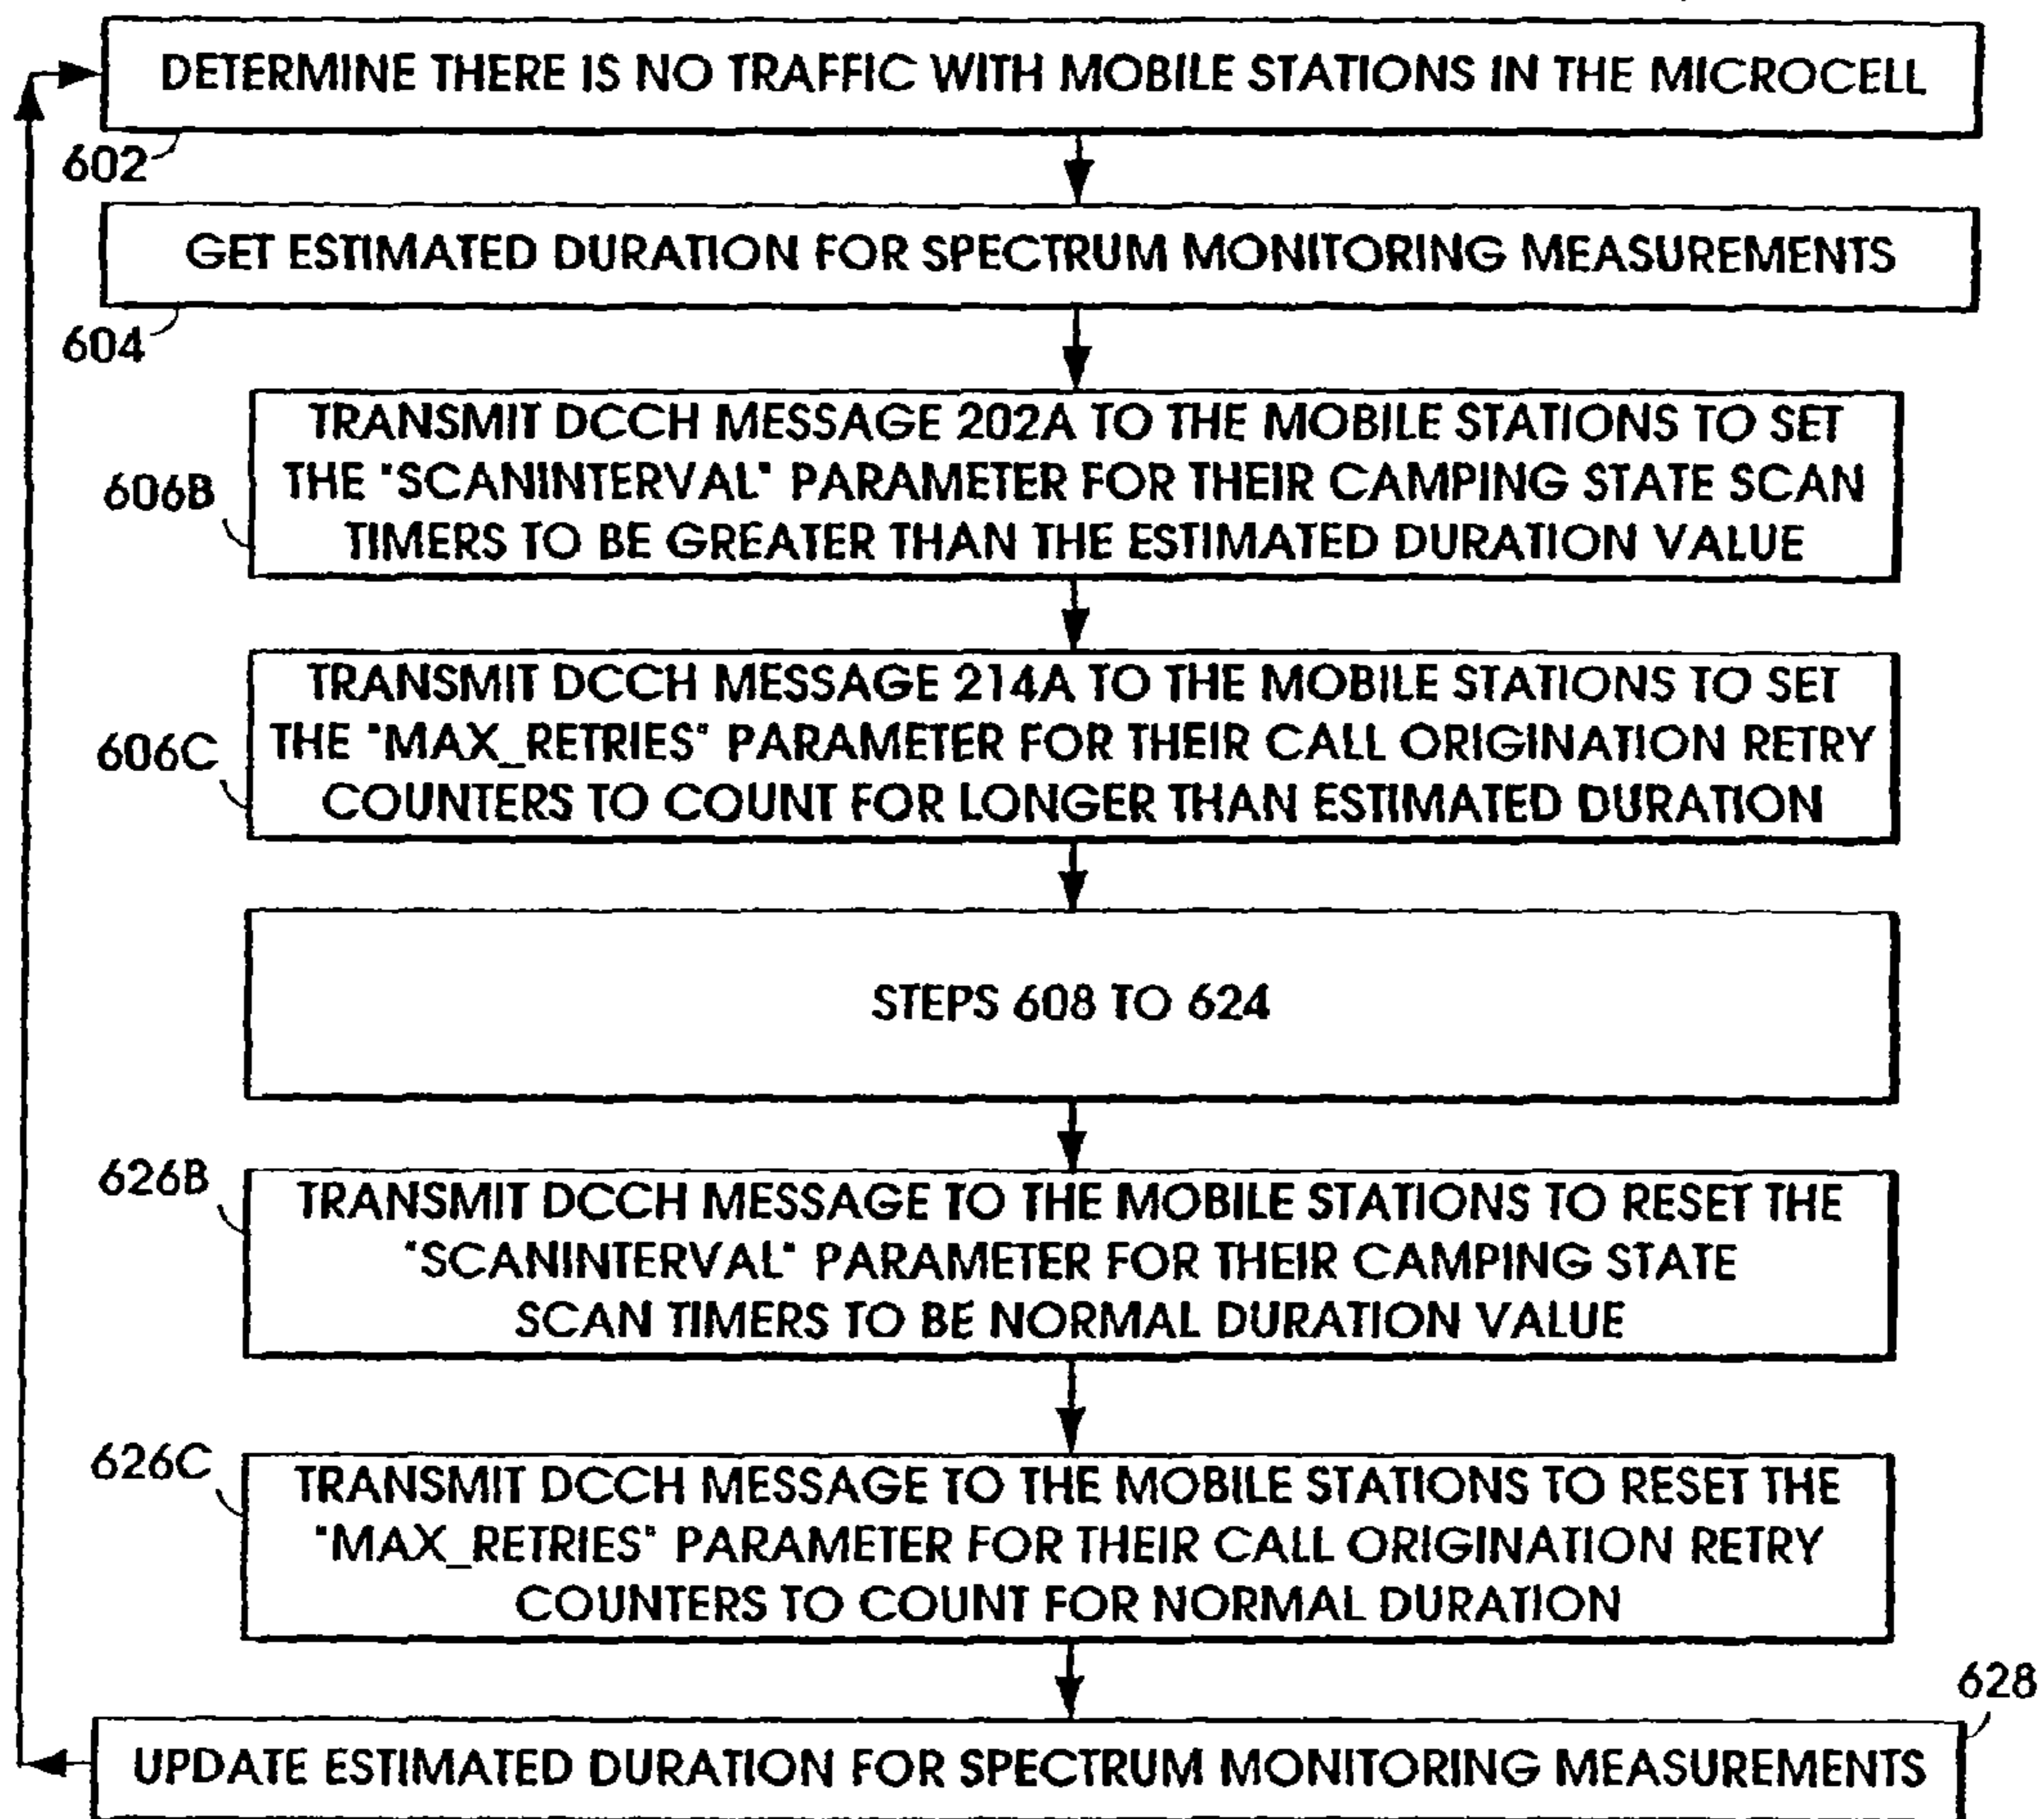 DETERMINE THERE IS NO TRAFFIC WITH MOBILE STATIONS IN THE MICROCELL
602
GET ESTIMATED DURATION FOR SPECTRUM MONITORING MEASUREMENTS
604
TRANSMIT DCCH MESSAGE 202A TO THE MOBILE STATIONS TO SET
THE "SCANINTERVAL" PARAMETER FOR THEIR CAMPING STATE SCAN
TIMERS TO BE GREATER THAN THE ESTIMATED DURATION VALUE
606B
TRANSMIT DCCH MESSAGE 214A TO THE MOBILE STATIONS TO SET
THE "MAX_RETRIES" PARAMETER FOR THEIR CALL ORIGINATION RETRY
COUNTERS TO COUNT FOR LONGER THAN ESTIMATED DURATION
606C
STEPS 608 TO 624
626B
TRANSMIT DCCH MESSAGE TO THE MOBILE STATIONS TO RESET THE
"SCANINTERVAL" PARAMETER FOR THEIR CAMPING STATE
SCAN TIMERS TO BE NORMAL DURATION VALUE
626C
TRANSMIT DCCH MESSAGE TO THE MOBILE STATIONS TO RESET THE
"MAX_RETRIES" PARAMETER FOR THEIR CALL ORIGINATION RETRY
COUNTERS TO COUNT FOR NORMAL DURATION
628
UPDATE ESTIMATED DURATION FOR SPECTRUM MONITORING MEASUREMENTS